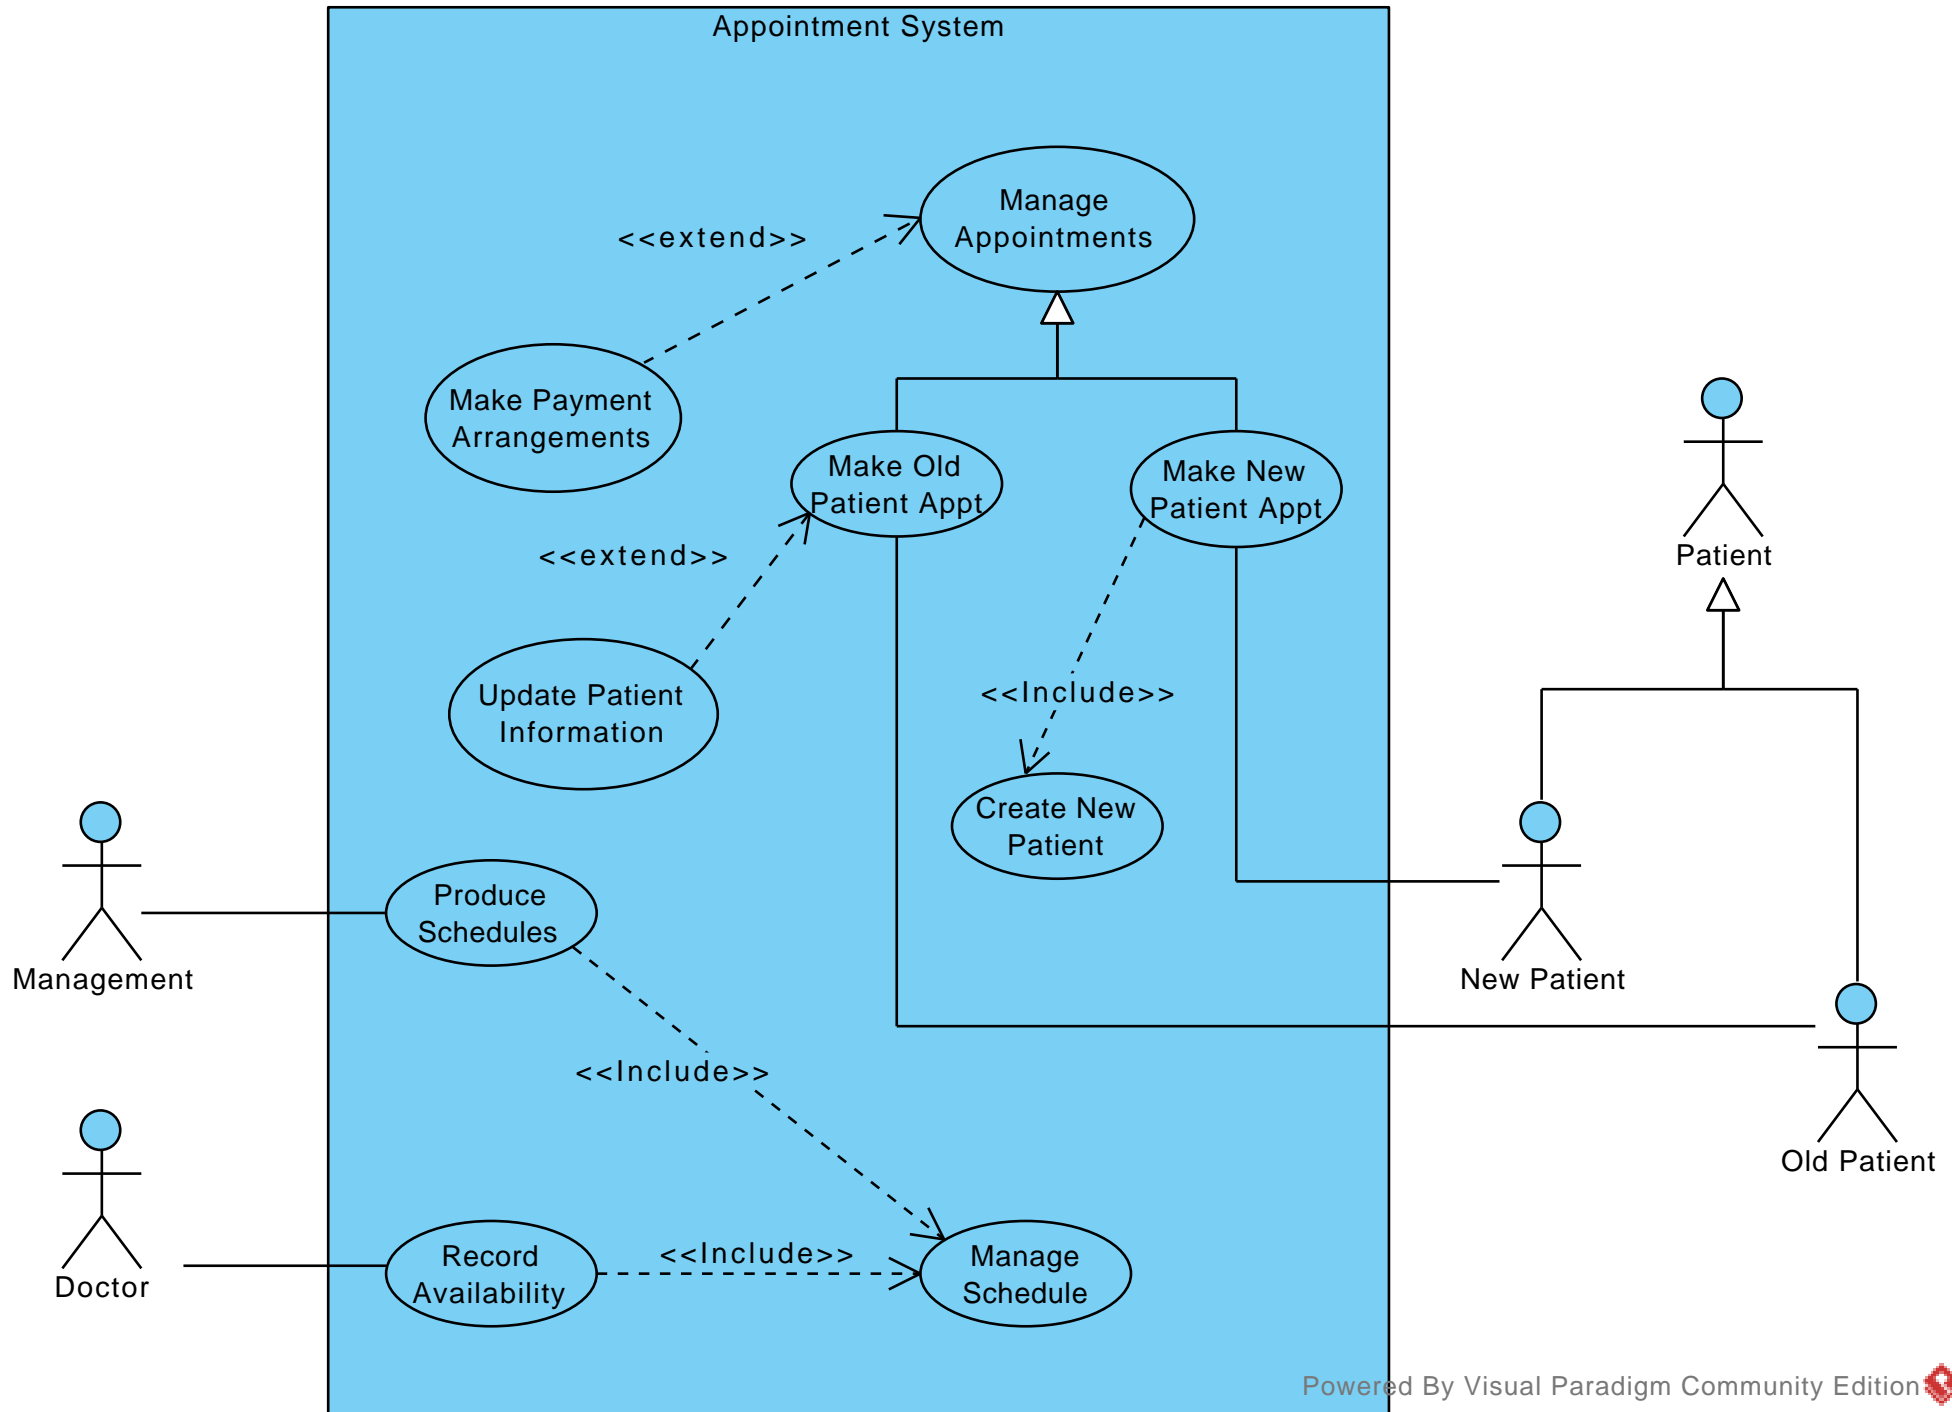 Appointment System
Manage
Appointments
<<extend>>
Make Payment
Arrangements
Make Old
Patient Appt
Make New
Patient Appt
<<extend>>
Patient
Update Patient
Information
<<Include>>
Create New
Patient
Produce
Schedules
Management
New Patient
<<Include>>
Old Patient
Record
Availability
<<Include>>
Manage
Schedule
Doctor
Powered By Visual Paradigm Community Edition